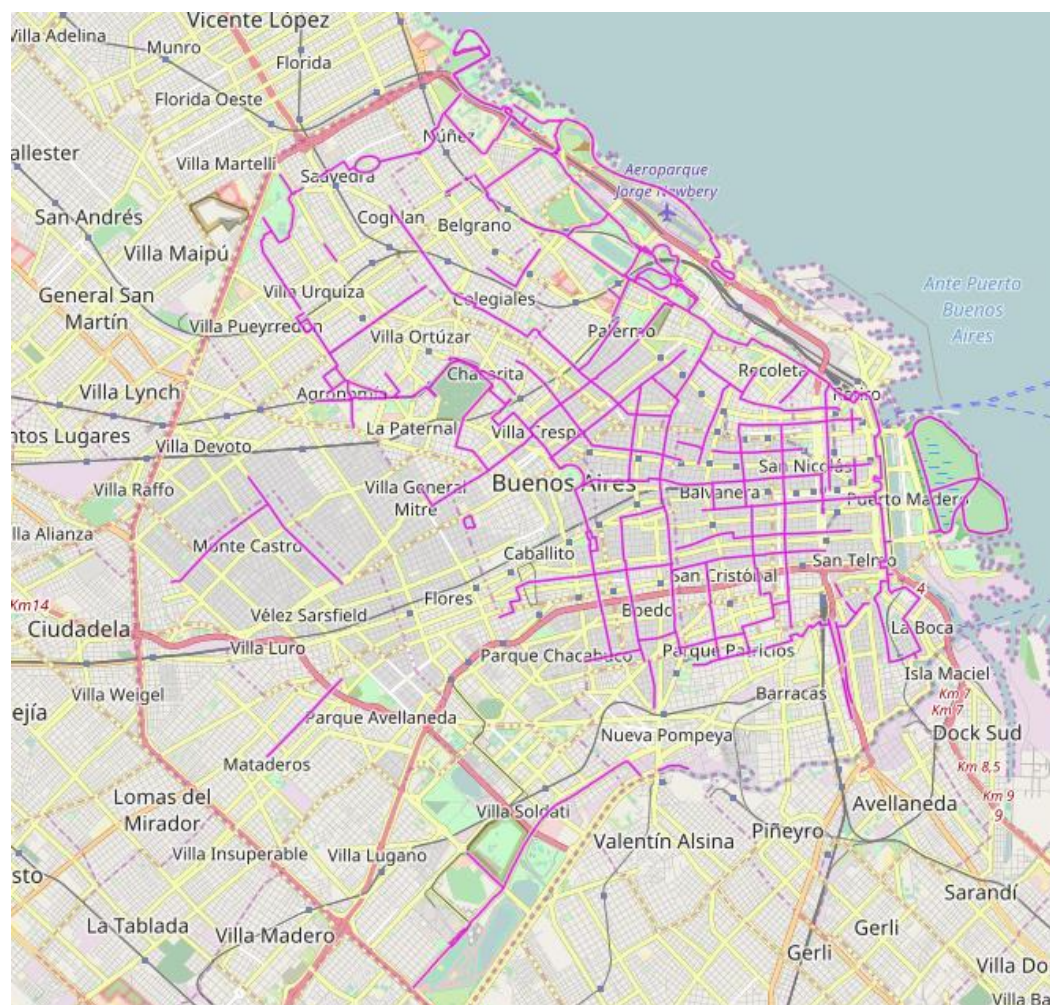 Vicente López
Villa Adelina
Munro
Florida
Florida Oeste
Núñez
allester
Villa Martelli
Saavedra
Aeroparque
Jorge Newbery
San Andrés
Coghlan
Belgrano
Villa Maipú
Ante Puerto
Buenos
Aires
General San
Martín
Villa Urquiza
Colegiales
Villa Pueyrredón
Villa Ortúzar
Palermo
Villa Lynch
Chacarita
Recoleta
Agronomía
Retiro
ntos Lugares
Villa Devoto
La Paternal
Villa Crespo
San Nicolás
Villa Raffo
Villa General
Mitre
Buenos Aires
Balvanera
Puerto Madero
lla Alianza
Monte Castro
Caballito
San Telmo
Km14
Flores
San Cristóbal
4
Ciudadela
Vélez Sarsfield
Boedo
La Boca
Villa Luro
Parque Chacabuco
Parque Patricios
Isla Maciel
Villa Weigel
Barracas
Km 7
Km 7
ejía
Parque Avellaneda
Nueva Pompeya
Dock Sud
Mataderos
Km 8,5
Lomas del
Mirador
Villa Soldati
Avellaneda
Km 9
9
Valentín Alsina
Piñeyro
Villa Insuperable
Villa Lugano
sto
Sarandí
La Tablada
Villa Madero
Gerli
Gerli
Villa Do
Villa Ba